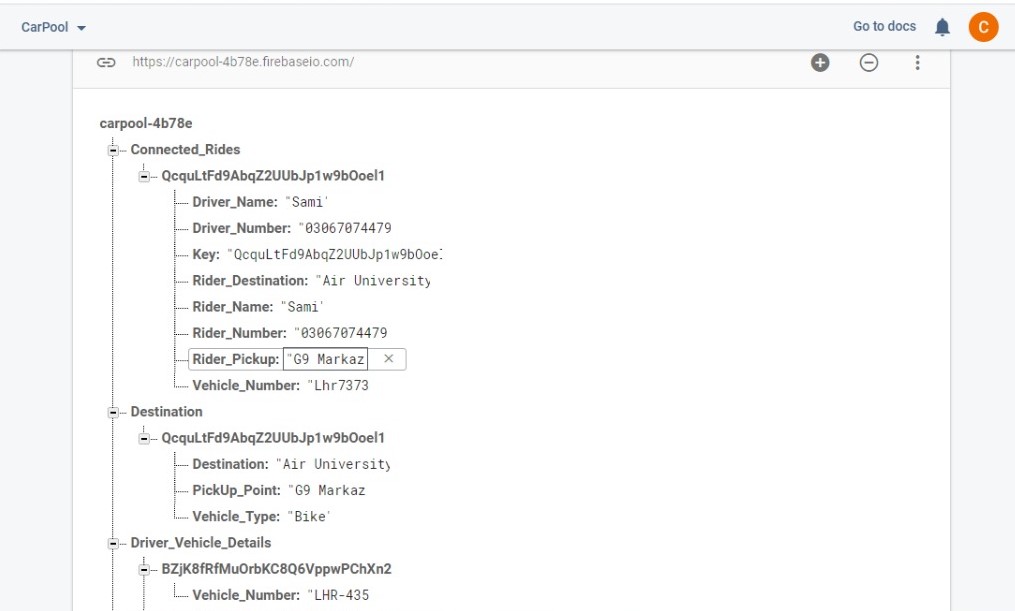 CarPool
Go to docs
C
https://carpool-4b78e.firebaseio.com/
carpool-4b78e
Connected_Rides
QcquLtFd9AbqZ2UUbJp1w9bOoel1
Driver_Name: "Sami'
Driver_Number: "03067074479
Key: "QcquLtFd9AbqZ2UUbJp1w9bOoe
Rider_Destination: "Air University
Rider_Name: "Sami'
Rider_Number: "03067074479
Rider_Pickup: "G9 Markaz ×
Vehicle_Number: "Lhr7373
Destination
QcquLtFd9AbqZ2UUbJp1w9bOoel1
Destination: "Air University
PickUp_Point: "G9 Markaz
Vehicle_Type: "Bike'
Driver_Vehicle_Details
BZjK8fRfMuOrbKC8Q6VppwPChXn2
Vehicle_Number: "LHR-435